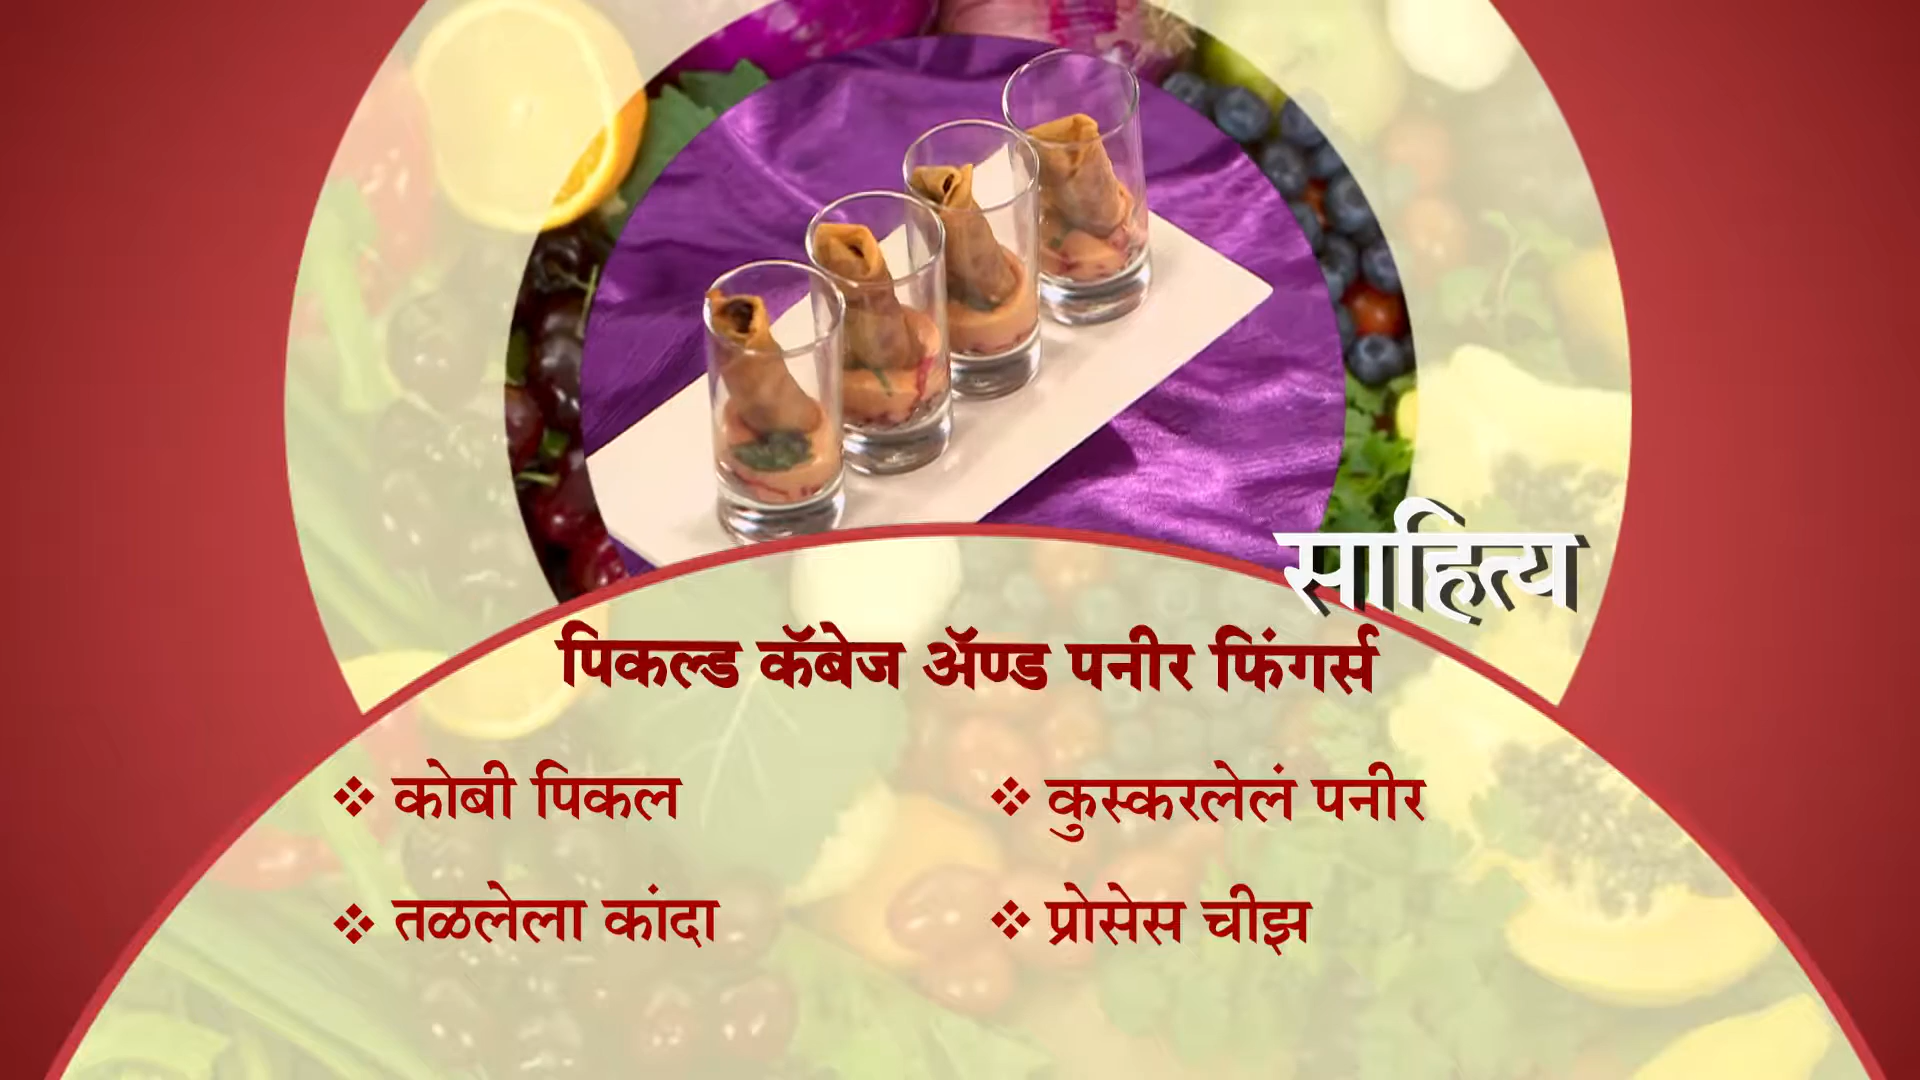 साहित्य
पिकल्ड कॅबेज ॲण्ड पनीर फिंगर्स
❖ कोबी पिकल
❖ कुस्करलेलं पनीर
❖ तळलेला कांदा
❖ प्रोसेस चीझ